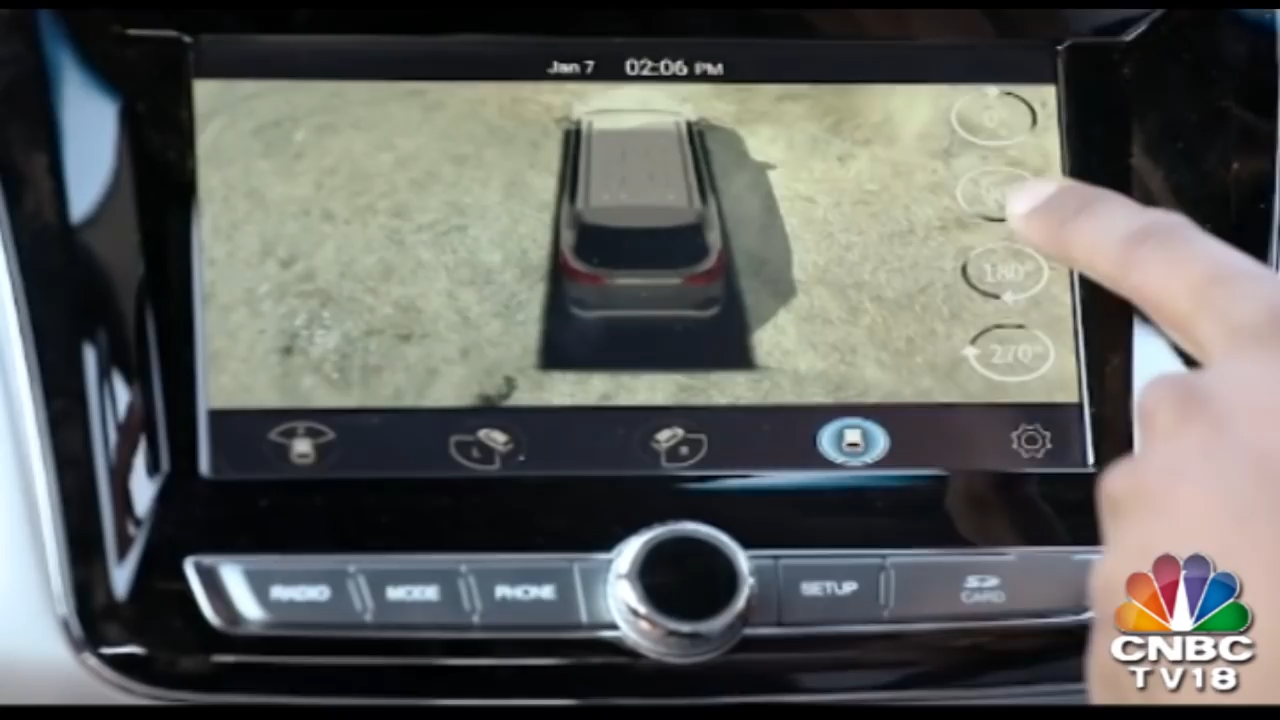 Jan 7 02:06 PM
0°
180°
270°
L
RADIO
MODE
PHONE
SETUP
SD
CARD
CNBC
TV18